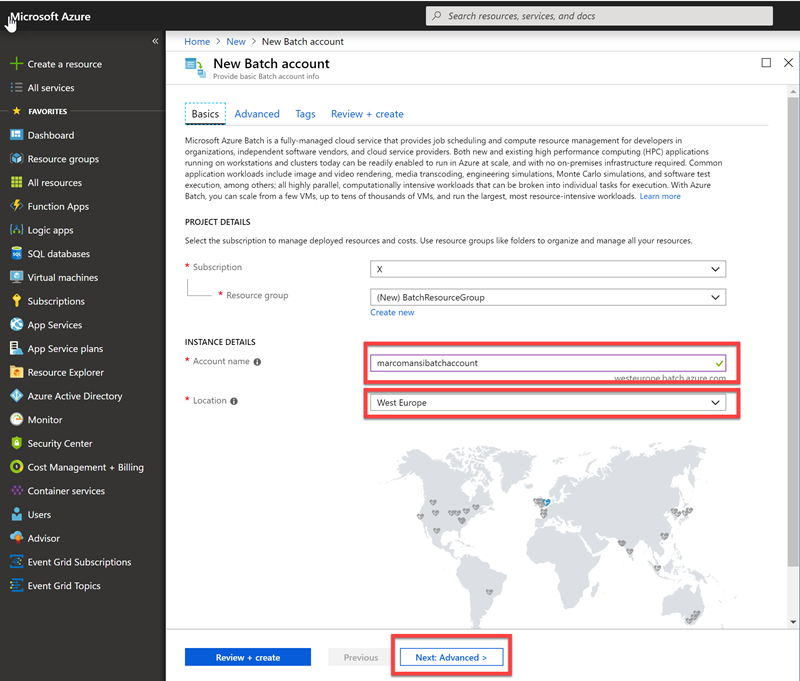 Microsoft Azure
Search resources, services, and docs
«
Create a resource
All services
FAVORITES
Dashboard
Resource groups
All resources
Function Apps
Logic apps
SQL databases
Virtual machines
Subscriptions
App Services
App Service plans
Resource Explorer
Azure Active Directory
Monitor
Security Center
Cost Management + Billing
Container services
Users
Advisor
Event Grid Subscriptions
Event Grid Topics
Home > New > New Batch account
New Batch account
Provide basic Batch account info
Basics Advanced Tags Review + create
Microsoft Azure Batch is a fully-managed cloud service that provides job scheduling and compute resource management for developers in
organizations, independent software vendors, and cloud service providers. Both new and existing high performance computing (HPC) applications
running on workstations and clusters today can be readily enabled to run in Azure at scale, and with no on-premises infrastructure required. Common
application workloads include image and video rendering, media transcoding, engineering simulations, Monte Carlo simulations, and software test
execution, among others; all highly parallel, computationally intensive workloads that can be broken into individual tasks for execution. With Azure
Batch, you can scale from a few VMs, up to tens of thousands of VMs, and run the largest, most resource-intensive workloads. Learn more
PROJECT DETAILS
Select the subscription to manage deployed resources and costs. Use resource groups like folders to organize and manage all your resources.
* Subscription
X
* Resource group
(New) BatchResourceGroup
Create new
INSTANCE DETAILS
* Account name
marcomansibatchaccount
westeurope.batch.azure.com
* Location
West Europe
Review + create Previous Next: Advanced >